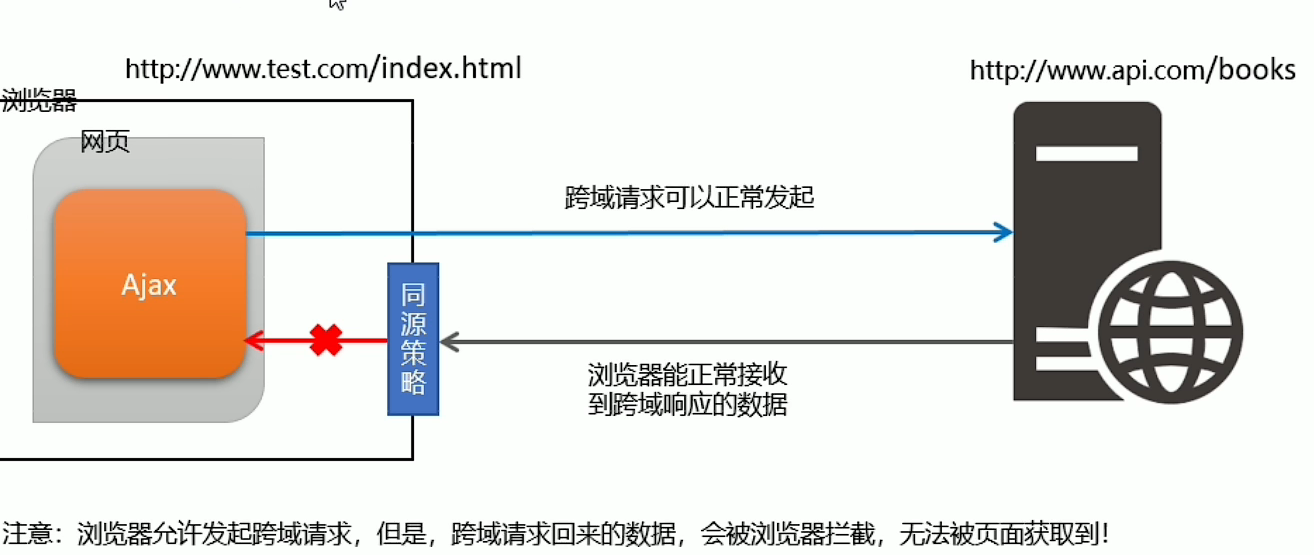 http://www.test.com/index.html
http://www.api.com/books
浏览器
网页
跨域请求可以正常发起
Ajax
同源策略
浏览器能正常接收
到跨域响应的数据
注意：浏览器允许发起跨域请求，但是，跨域请求回来的数据，会被浏览器拦截，无法被页面获取到！